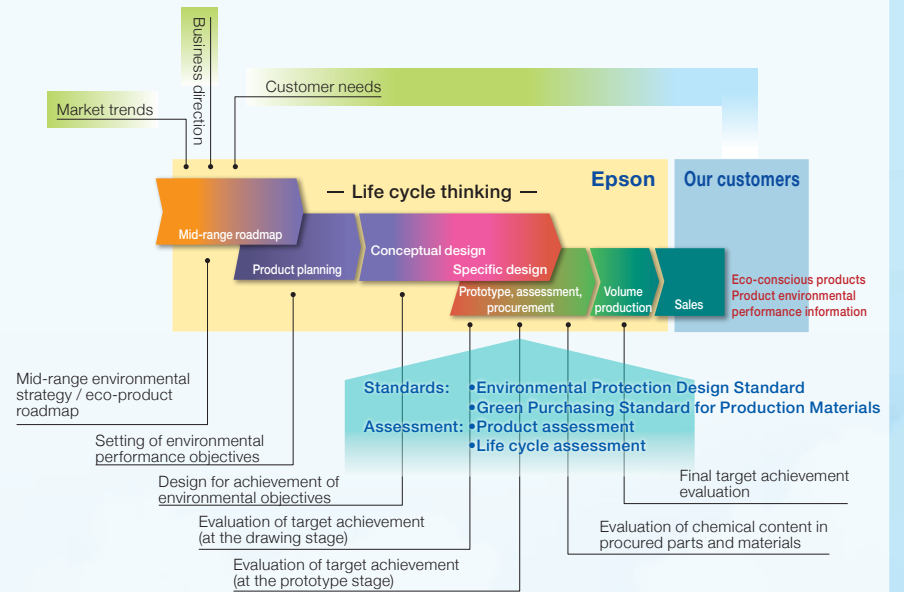 Business direction
Customer needs
Market trends
Epson
Our customers
— Life cycle thinking —
Mid-range roadmap
Product planning
Conceptual design
Specific design
Prototype, assessment,
procurement
Volume
production
Sales
Eco-conscious products
Product environmental
performance information
Mid-range environmental
strategy / eco-product
roadmap
Standards: •Environmental Protection Design Standard
•Green Purchasing Standard for Production Materials
Assessment: •Product assessment
•Life cycle assessment
Setting of environmental
performance objectives
Design for achievement of
environmental objectives
Final target achievement
evaluation
Evaluation of target achievement
(at the drawing stage)
Evaluation of chemical content in
procured parts and materials
Evaluation of target achievement
(at the prototype stage)